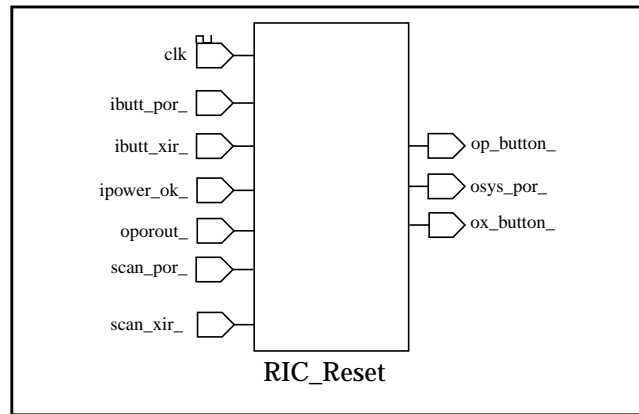 clk
ibutt_por_
ibutt_xir_
ipower_ok_
oporout_
scan_por_
scan_xir_
op_button_
osys_por_
ox_button_
RIC_Reset